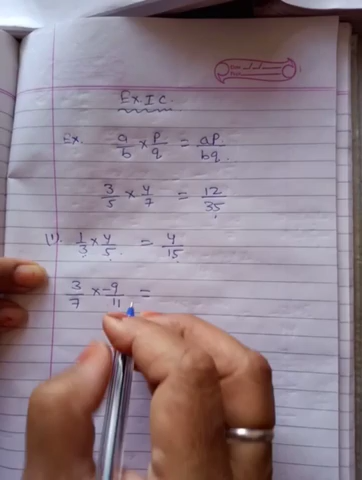 Ex I C.
Ex. a/b × p/q = ap/bq.
3/5 × 4/7 = 12/35
(1). 1/3 × 4/5 = 4/15
3/7 × -9/11 =